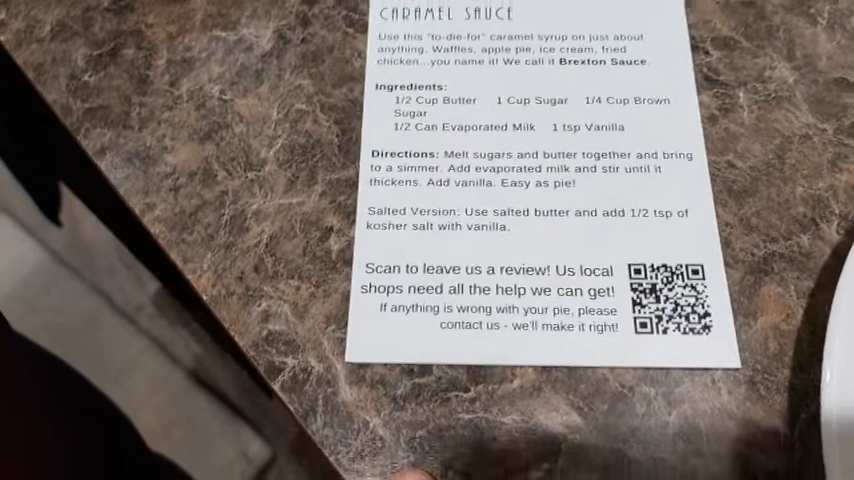 CARAMEL SAUCE
Use this "to-die-for" caramel syrup on just about
anything. Waffles, apple pie, ice cream, fried
chicken...you name it! We call it Brexton Sauce.
Ingredients:
1/2 Cup Butter 1 Cup Sugar 1/4 Cup Brown
Sugar
1/2 Can Evaporated Milk 1 tsp Vanilla
Directions: Melt sugars and butter together and bring
to a simmer. Add evaporated milk and stir until it
thickens. Add vanilla. Easy as pie!
Salted Version: Use salted butter and add 1/2 tsp of
kosher salt with vanilla.
Scan to leave us a review! Us local
shops need all the help we can get!
If anything is wrong with your pie, please
contact us - we'll make it right!